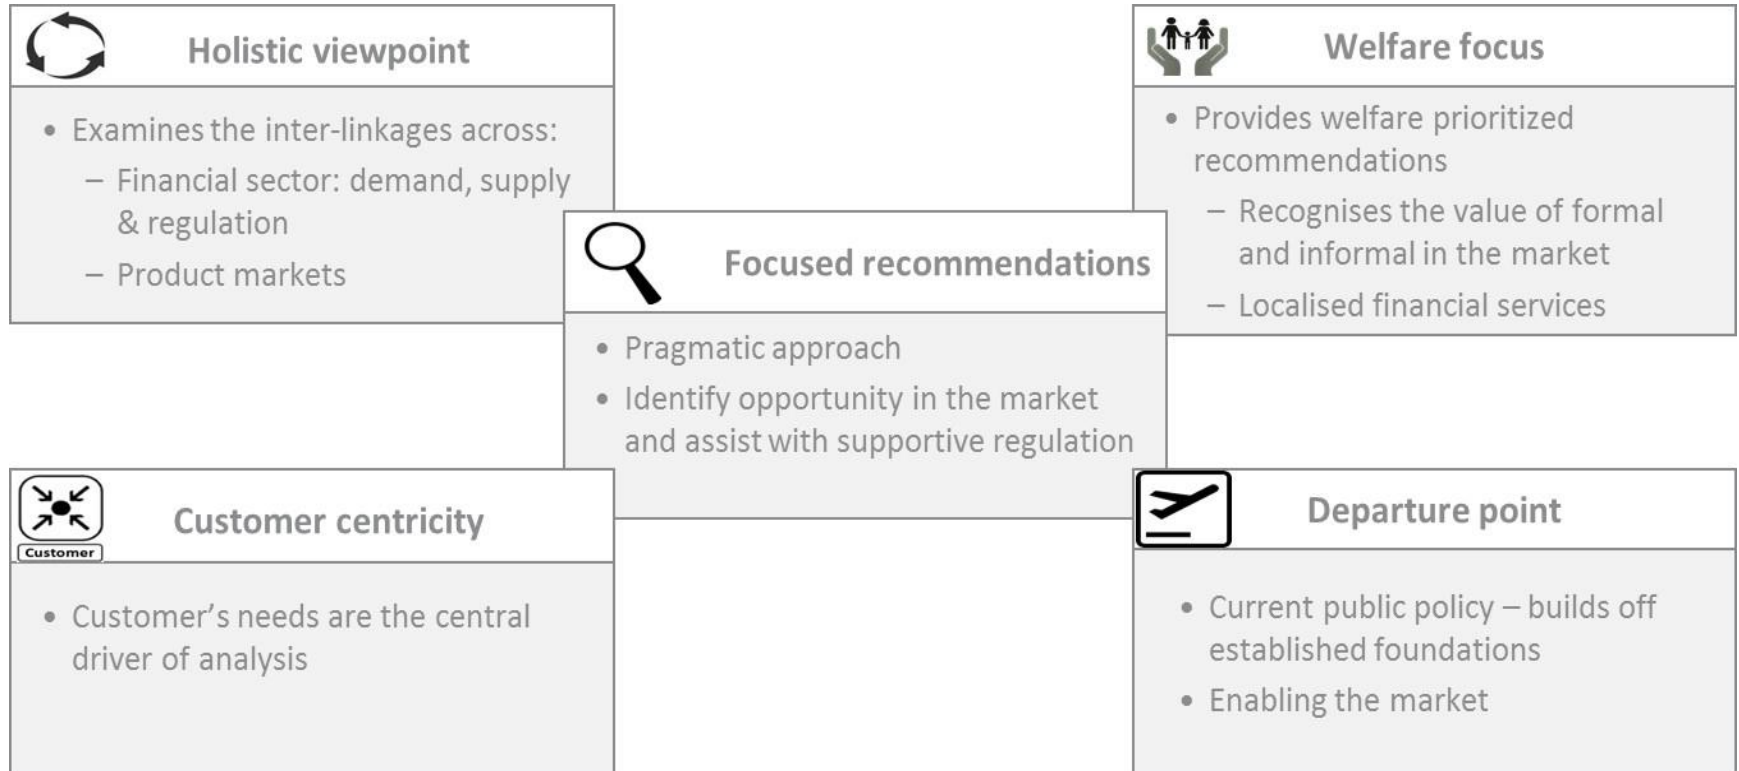 Holistic viewpoint
• Examines the inter-linkages across:
– Financial sector: demand, supply
& regulation
– Product markets
Welfare focus
• Provides welfare prioritized
recommendations
– Recognises the value of formal
and informal in the market
– Localised financial services
Focused recommendations
• Pragmatic approach
• Identify opportunity in the market
and assist with supportive regulation
Customer
Customer centricity
• Customer’s needs are the central
driver of analysis
Departure point
• Current public policy – builds off
established foundations
• Enabling the market